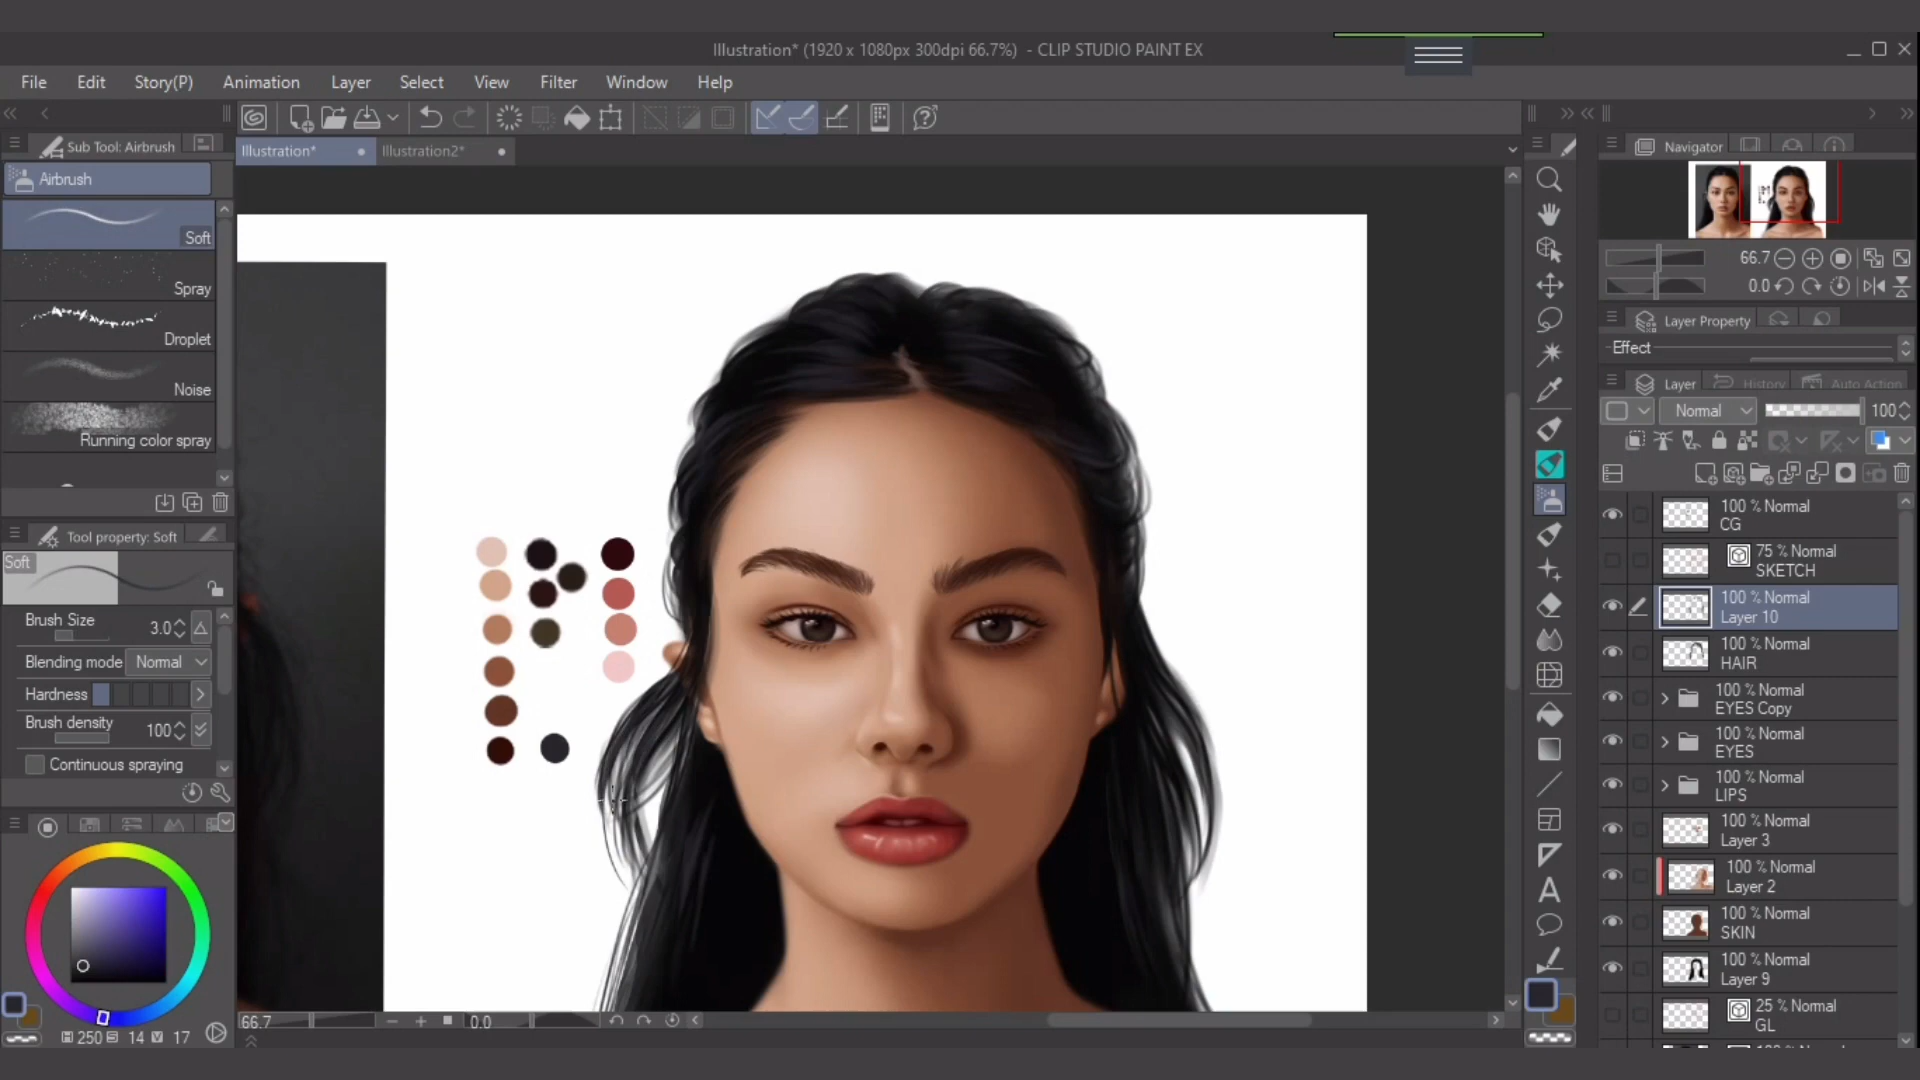 Illustration* (1920 x 1080px 300dpi 66.7%) - CLIP STUDIO PAINT EX
File Edit Story(P) Animation Layer Select View Filter Window Help
Sub Tool: Airbrush
Illustration*
Illustration2*
Airbrush
Soft
Spray
Droplet
Noise
Running color spray
Tool property: Soft
Soft
Brush Size 3.0
Blending mode Normal
Hardness
Brush density 100
Continuous spraying
H 250 S 14 V 17
66.7
0.0
Navigator
66.7
0.0
Layer Property
Effect
Layer History Auto Action
Normal 100
100 % Normal
CG
75 % Normal
SKETCH
100 % Normal
Layer 10
100 % Normal
HAIR
100 % Normal
EYES Copy
100 % Normal
EYES
100 % Normal
LIPS
100 % Normal
Layer 3
100 % Normal
Layer 2
100 % Normal
SKIN
100 % Normal
Layer 9
25 % Normal
GL